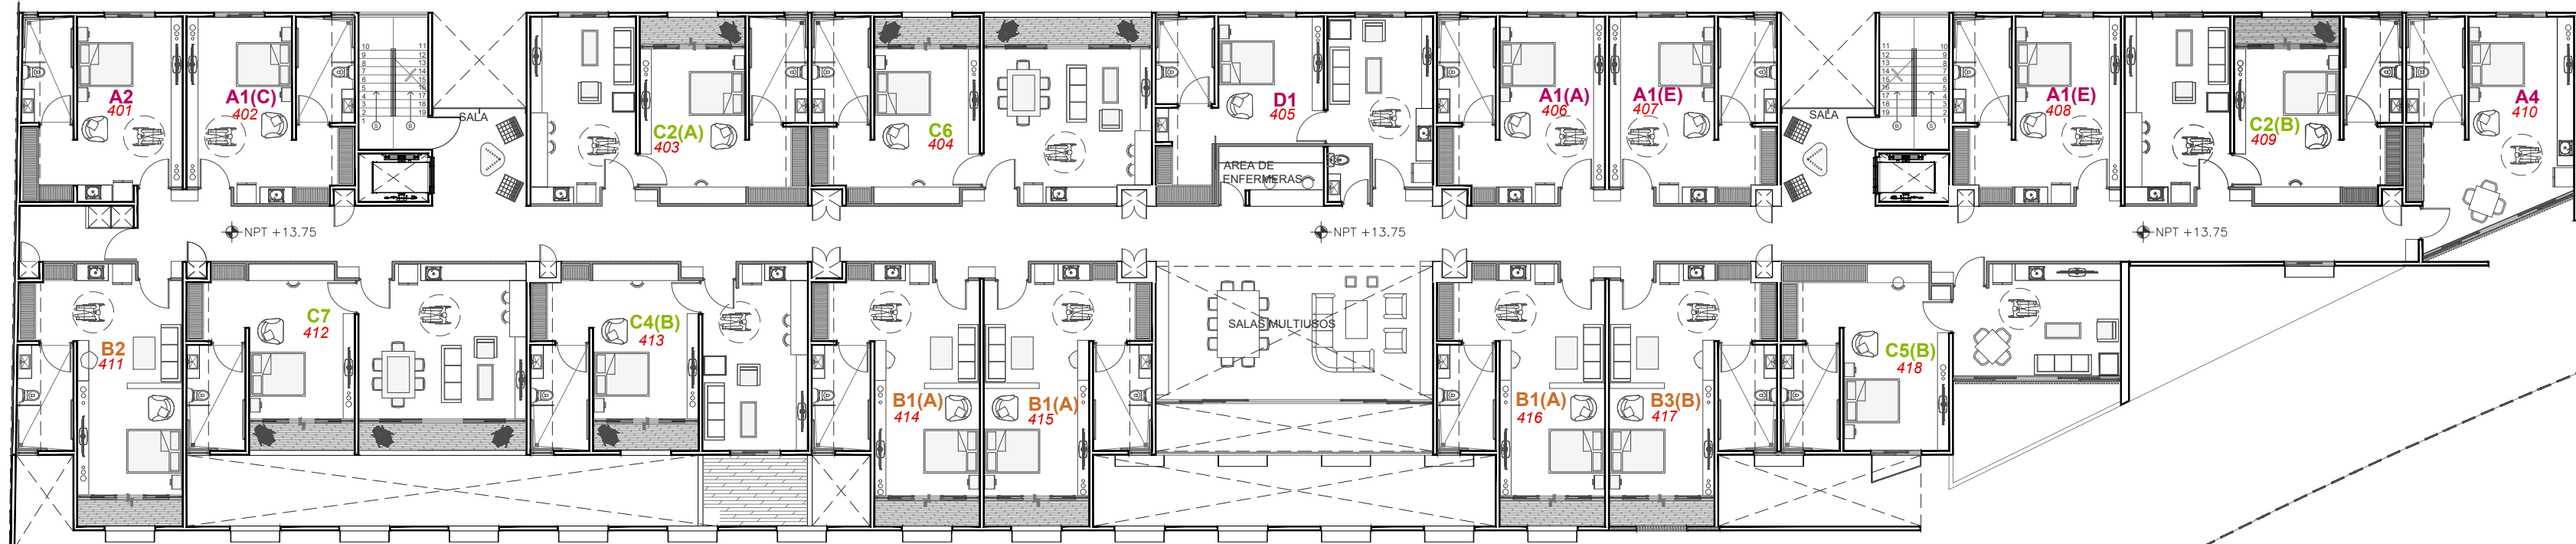 A2
401
A1(C)
402
SALA
C2(A)
403
C6
404
D1
405
AREA DE
ENFERMERAS
A1(A)
406
A1(E)
407
SALA
A1(E)
408
C2(B)
409
A4
410
NPT +13.75
NPT +13.75
NPT +13.75
B2
411
C7
412
C4(B)
413
B1(A)
414
B1(A)
415
SALAS MULTIUSOS
B1(A)
416
B3(B)
417
C5(B)
418